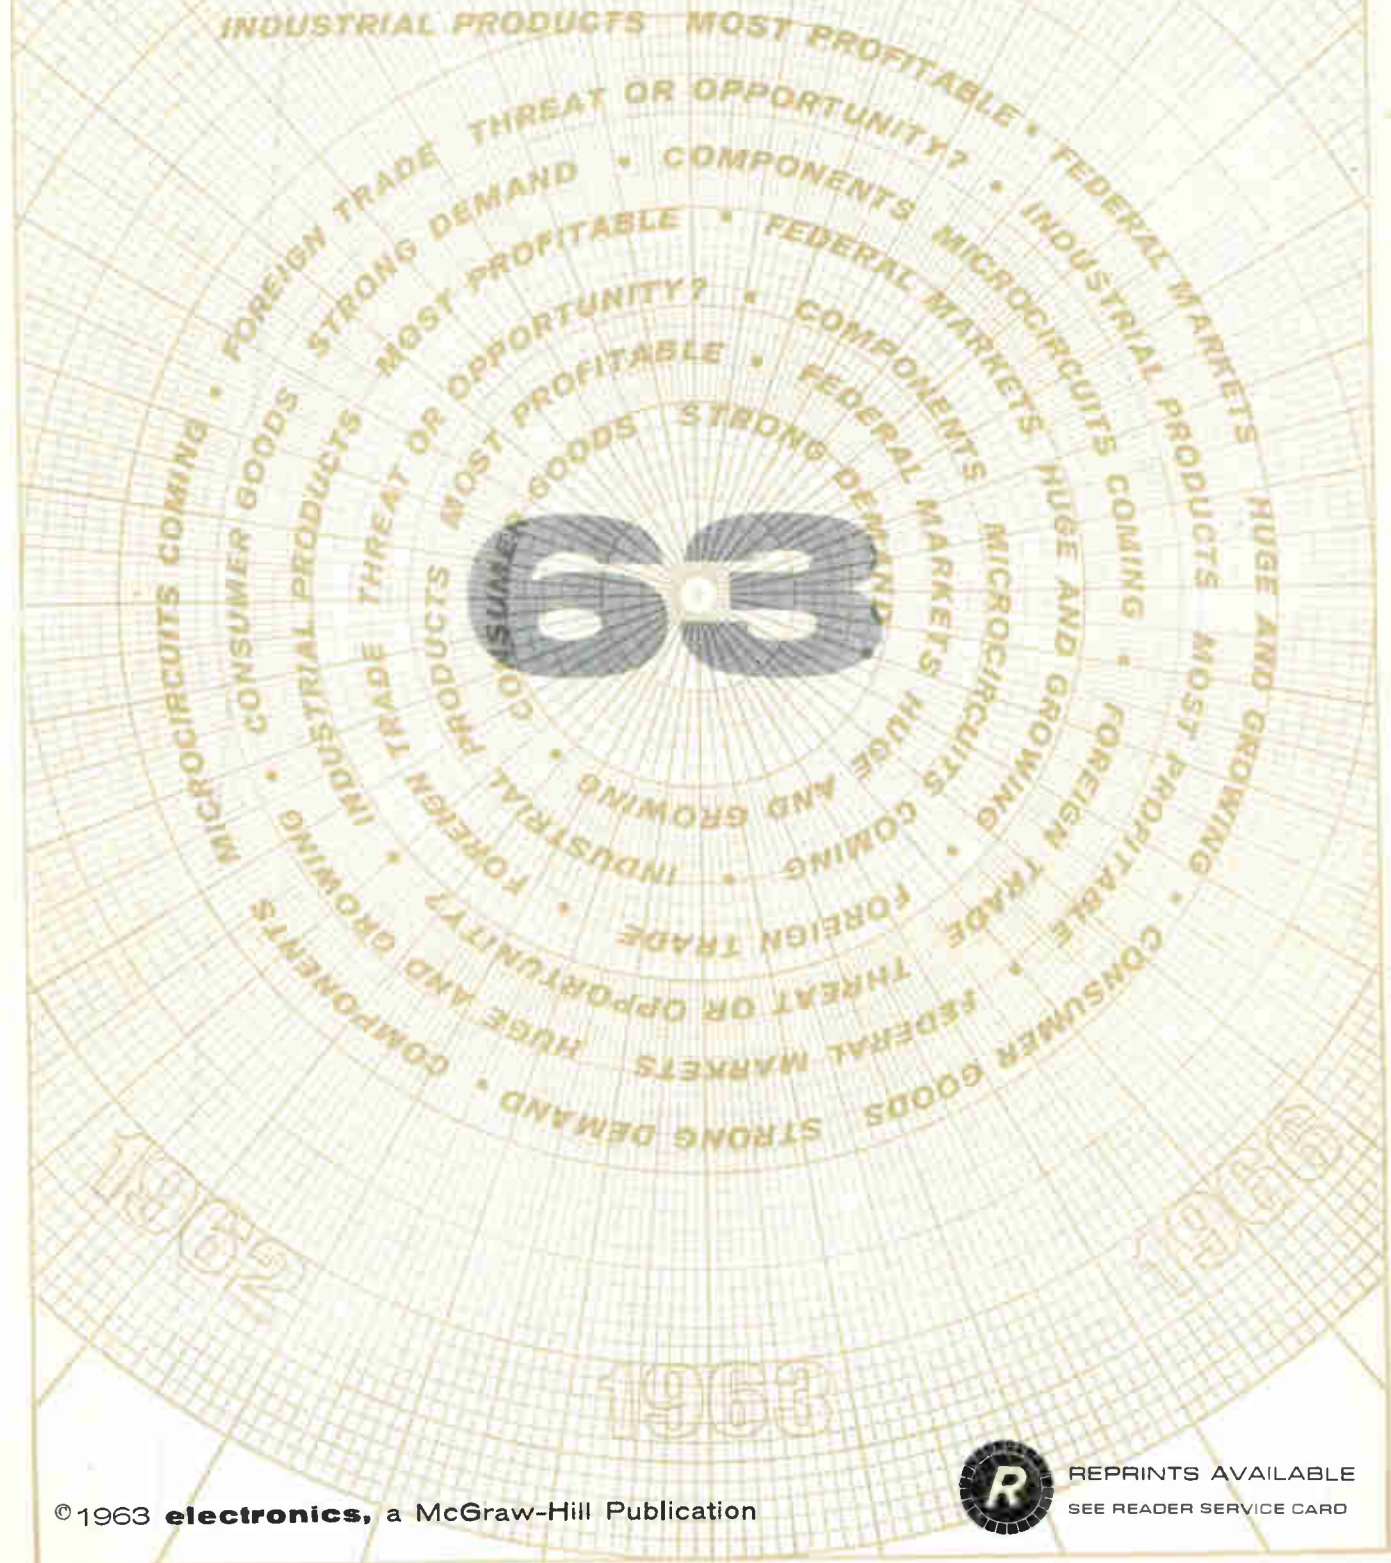 INDUSTRIAL PRODUCTS MOST PROFITABLE • FEDERAL MARKETS HUGE AND GROWING • CONSUMER GOODS STRONG DEMAND • COMPONENTS MICROCIRCUITS COMING • FOREIGN TRADE THREAT OR OPPORTUNITY? • INDUSTRIAL PRODUCTS MOST PROFITABLE • FEDERAL MARKETS HUGE AND GROWING • CONSUMER GOODS STRONG DEMAND • COMPONENTS MICROCIRCUITS COMING • FOREIGN TRADE THREAT OR OPPORTUNITY? • INDUSTRIAL PRODUCTS MOST PROFITABLE • FEDERAL MARKETS HUGE AND GROWING • FOREIGN TRADE • FOREIGN TRADE THREAT OR OPPORTUNITY? • COMPONENTS MICROCIRCUITS COMING • INDUSTRIAL PRODUCTS MOST PROFITABLE • FEDERAL MARKETS HUGE AND GROWING • CONSUMER GOODS STRONG DEMAND •
63
1962
1963
1966
R
REPRINTS AVAILABLE
SEE READER SERVICE CARD
©1963 electronics, a McGraw-Hill Publication